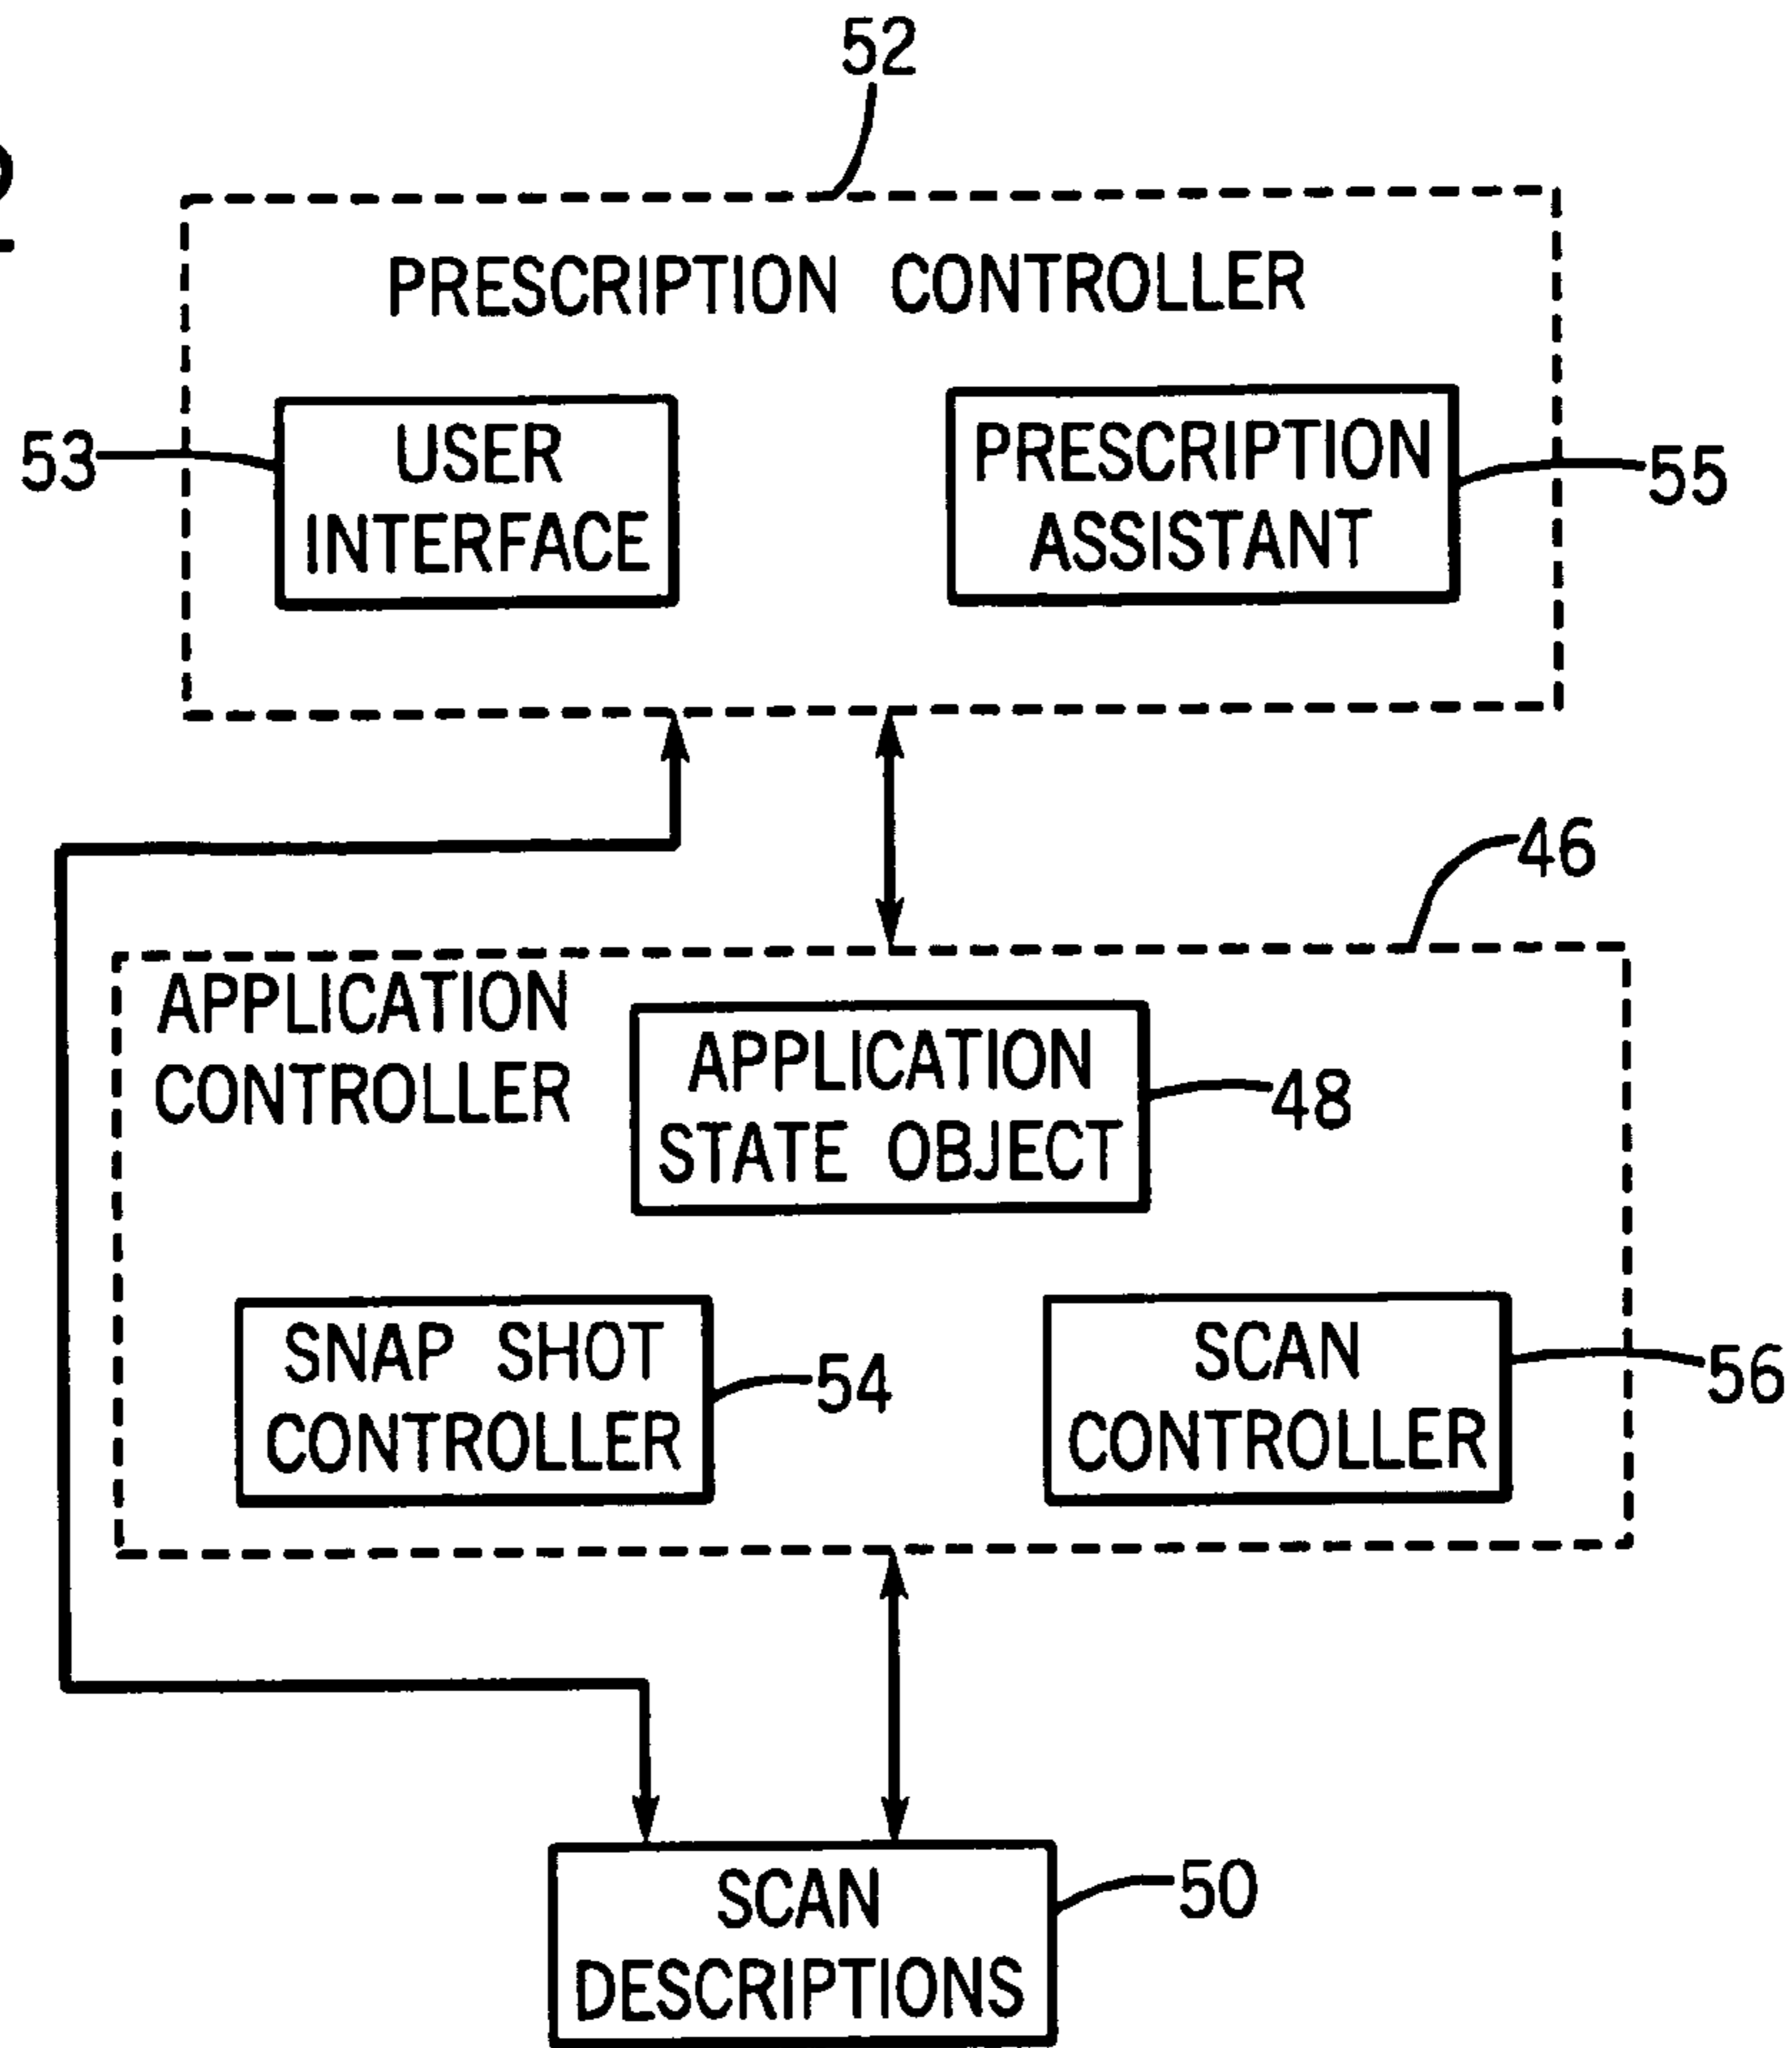 52
PRESCRIPTION CONTROLLER
53
USER
INTERFACE
PRESCRIPTION
ASSISTANT
55
46
APPLICATION
CONTROLLER
APPLICATION
STATE OBJECT
48
SNAP SHOT
CONTROLLER
54
SCAN
CONTROLLER
56
SCAN
DESCRIPTIONS
50